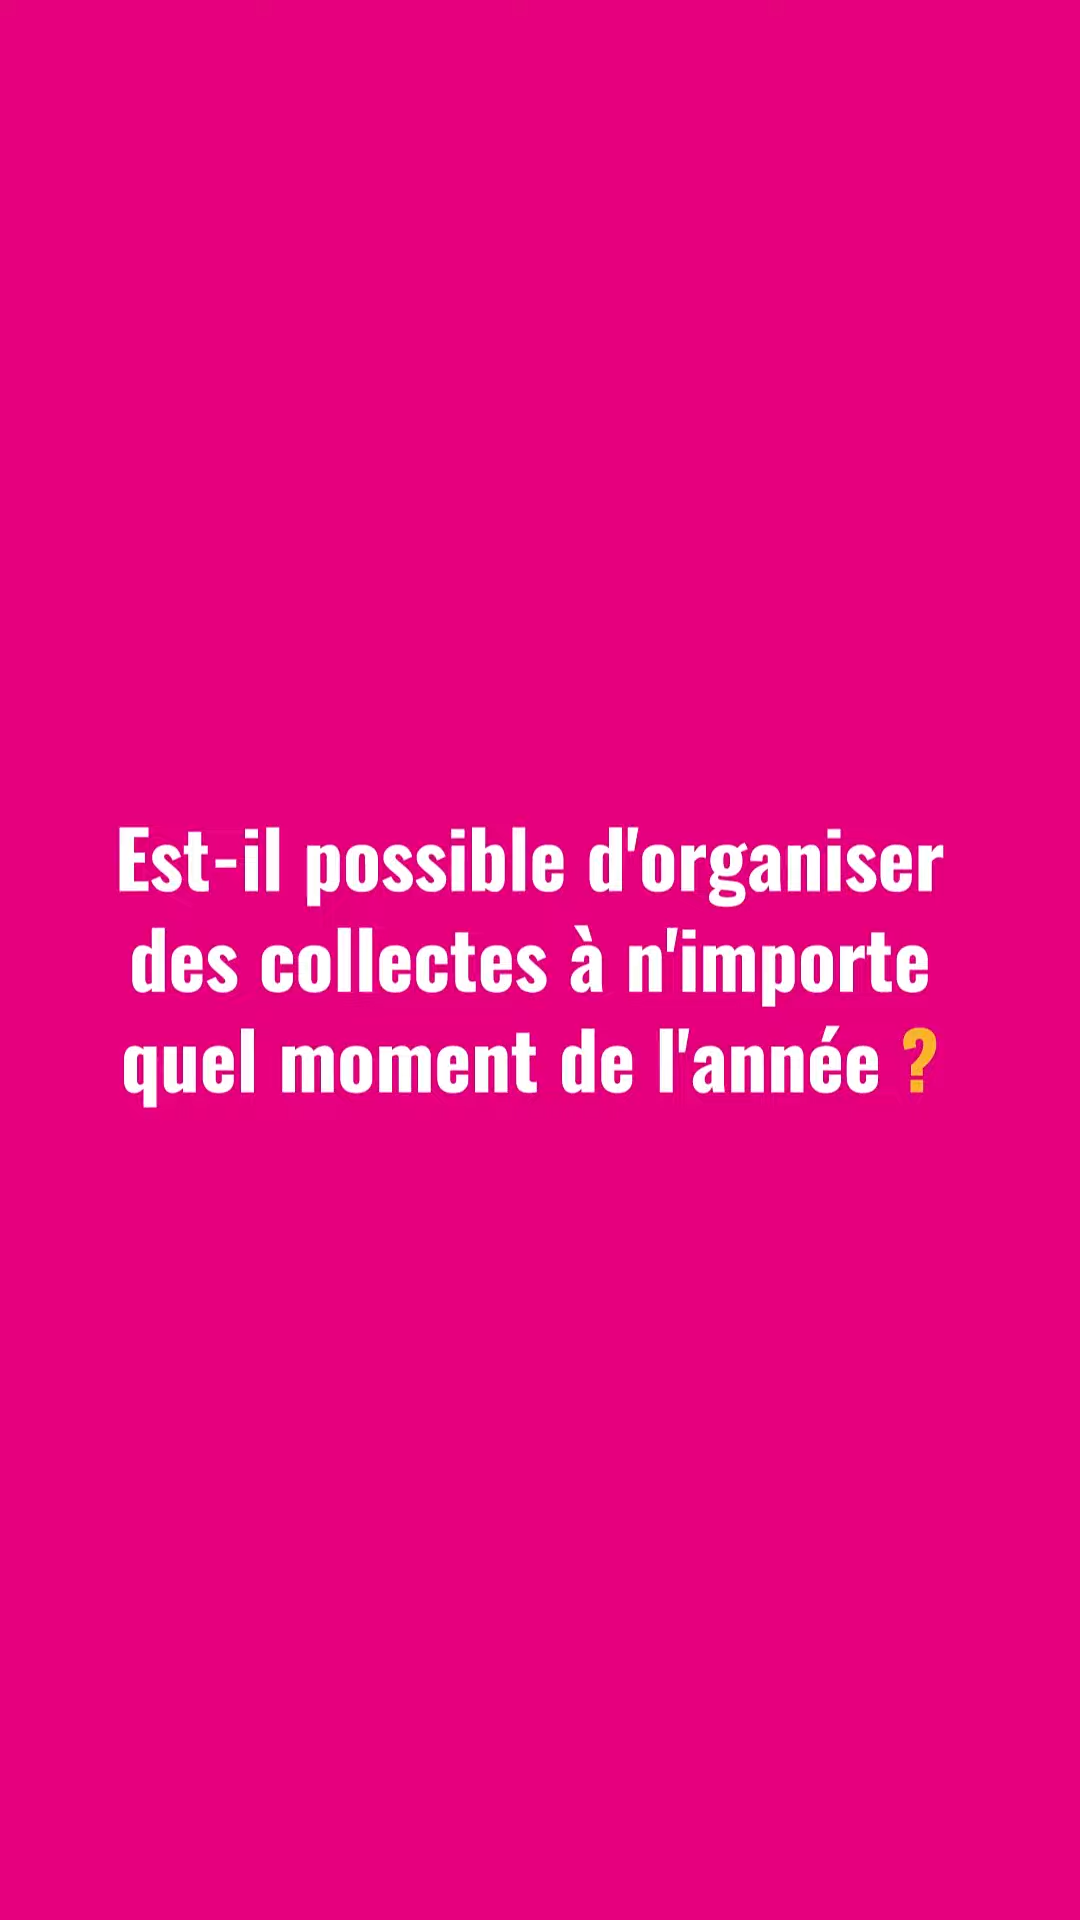 Est-il possible d'organiser
des collectes à n'importe
quel moment de l'année ?